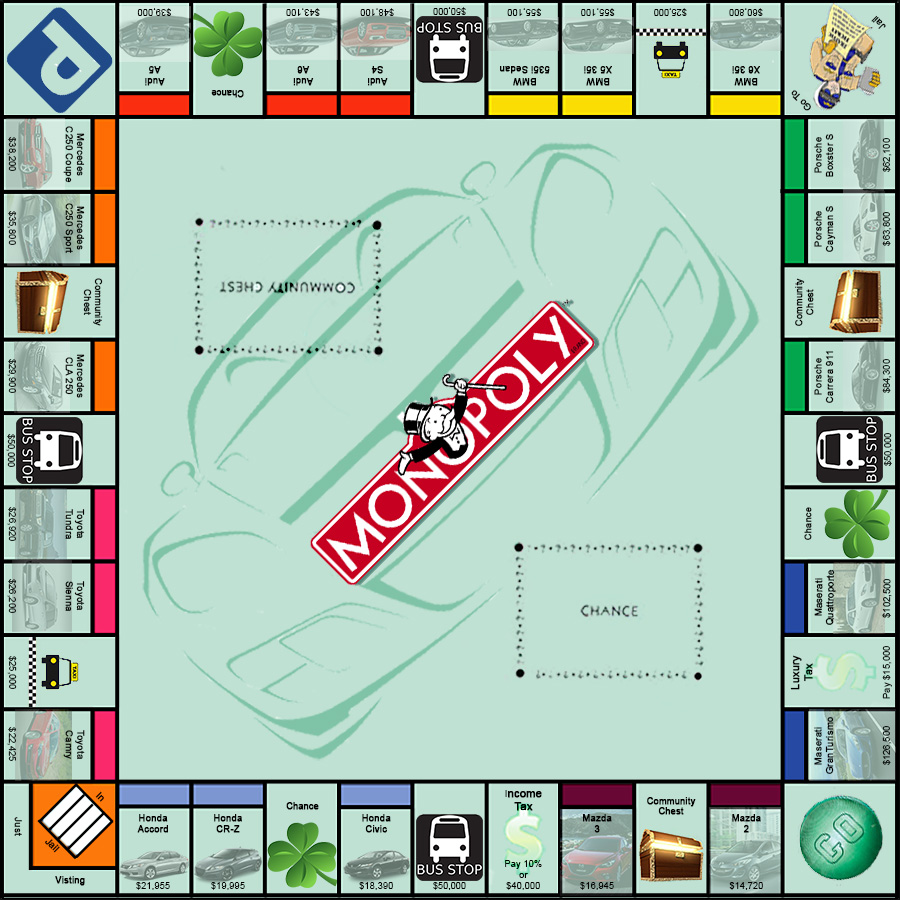 $39,000
Audi
A5
Chance
$43,100
Audi
A6
$48,100
Audi
S4
$50,000
BUS STOP
$55,100
BMW
535i Sedan
$65,100
BMW
X5 35i
$25,000
TAXI
$60,800
BMW
X6 35i
Go To
Jail
Mercedes
C250 Coupe
$38,200
Mercedes
C250 Sport
$35,800
Community
Chest
Mercedes
CLA 250
$29,900
BUS STOP
$50,000
Toyota
Tundra
$26,920
Toyota
Sienna
$26,200
TAXI
$25,000
Toyota
Camry
$22,425
Porsche
Boxster S
$62,100
Porsche
Cayman S
$63,800
Community
Chest
Porsche
Carrera 911
$84,300
BUS STOP
$50,000
Chance
Maserati
Quattroporte
$102,500
Luxury
Tax
Pay $15,000
Maserati
GranTurismo
$126,500
COMMUNITY CHEST
MONOPOLY
CHANCE
In
Jail
Just
Visting
Honda
Accord
$21,955
Honda
CR-Z
$19,995
Chance
Honda
Civic
$18,390
BUS STOP
$50,000
Income
Tax
Pay 10%
or
$40,000
Mazda
3
$16,945
Community
Chest
Mazda
2
$14,720
GO